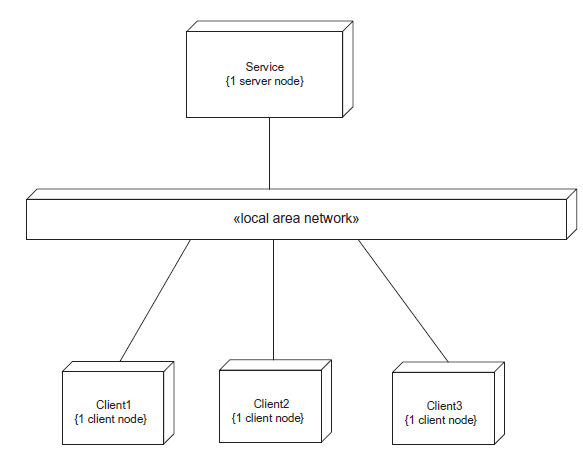 Service
{1 server node}
«local area network»
Client1
{1 client node}
Client2
{1 client node}
Client3
{1 client node}